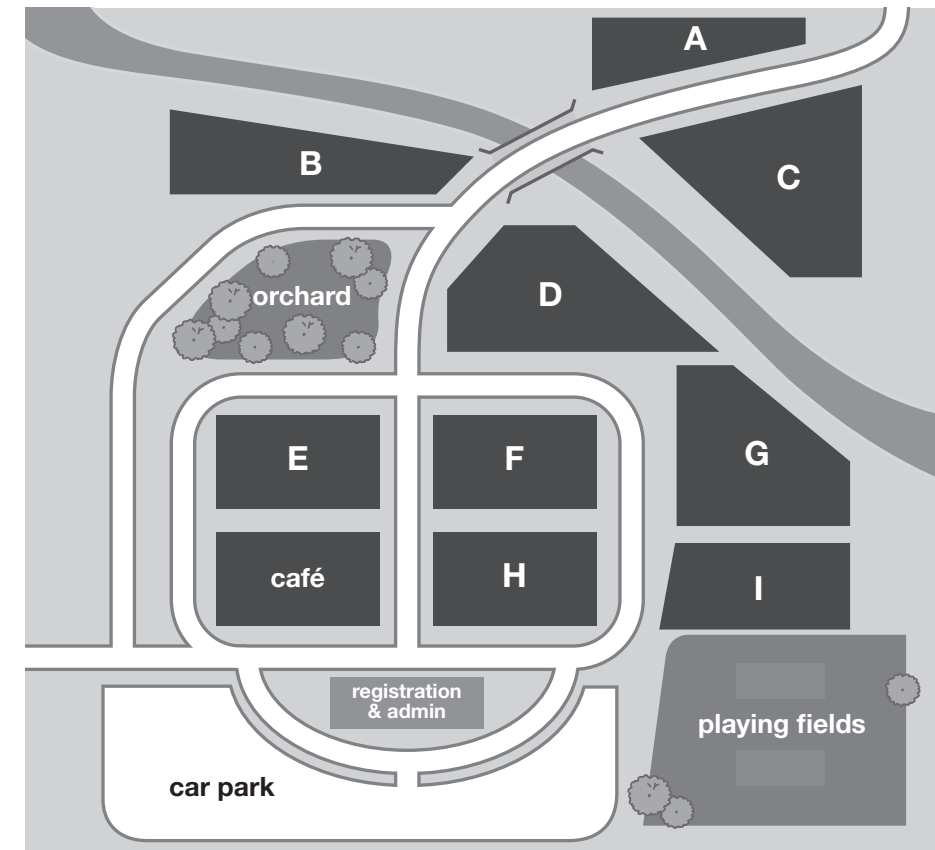 A
B
C
D
orchard
E
F
G
café
H
I
registration
& admin
playing fields
car park